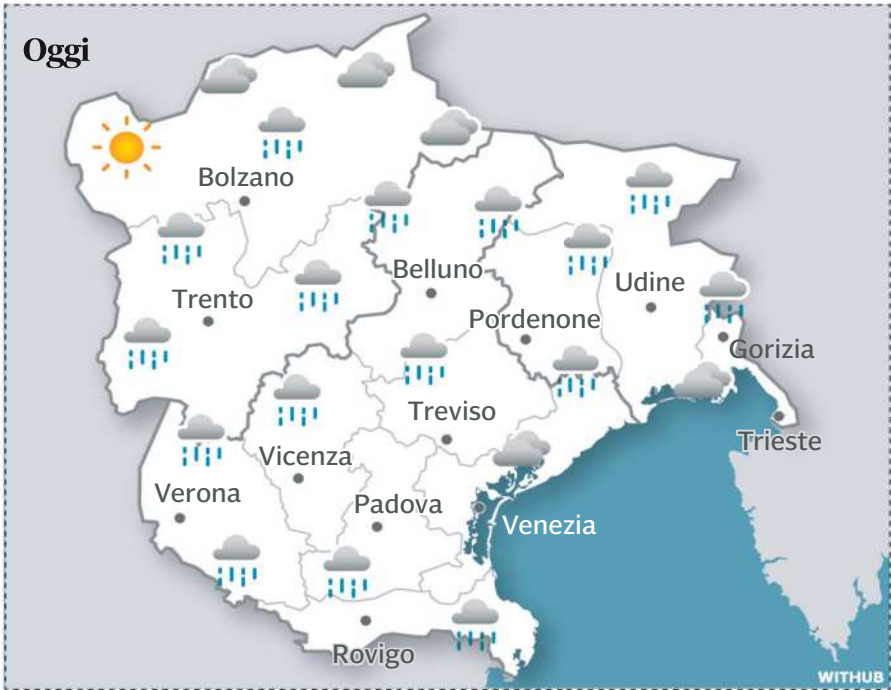 Oggi
Bolzano
Belluno
Trento
Udine
Pordenone
Gorizia
Treviso
Trieste
Vicenza
Verona
Padova
Venezia
Rovigo
WITHUB